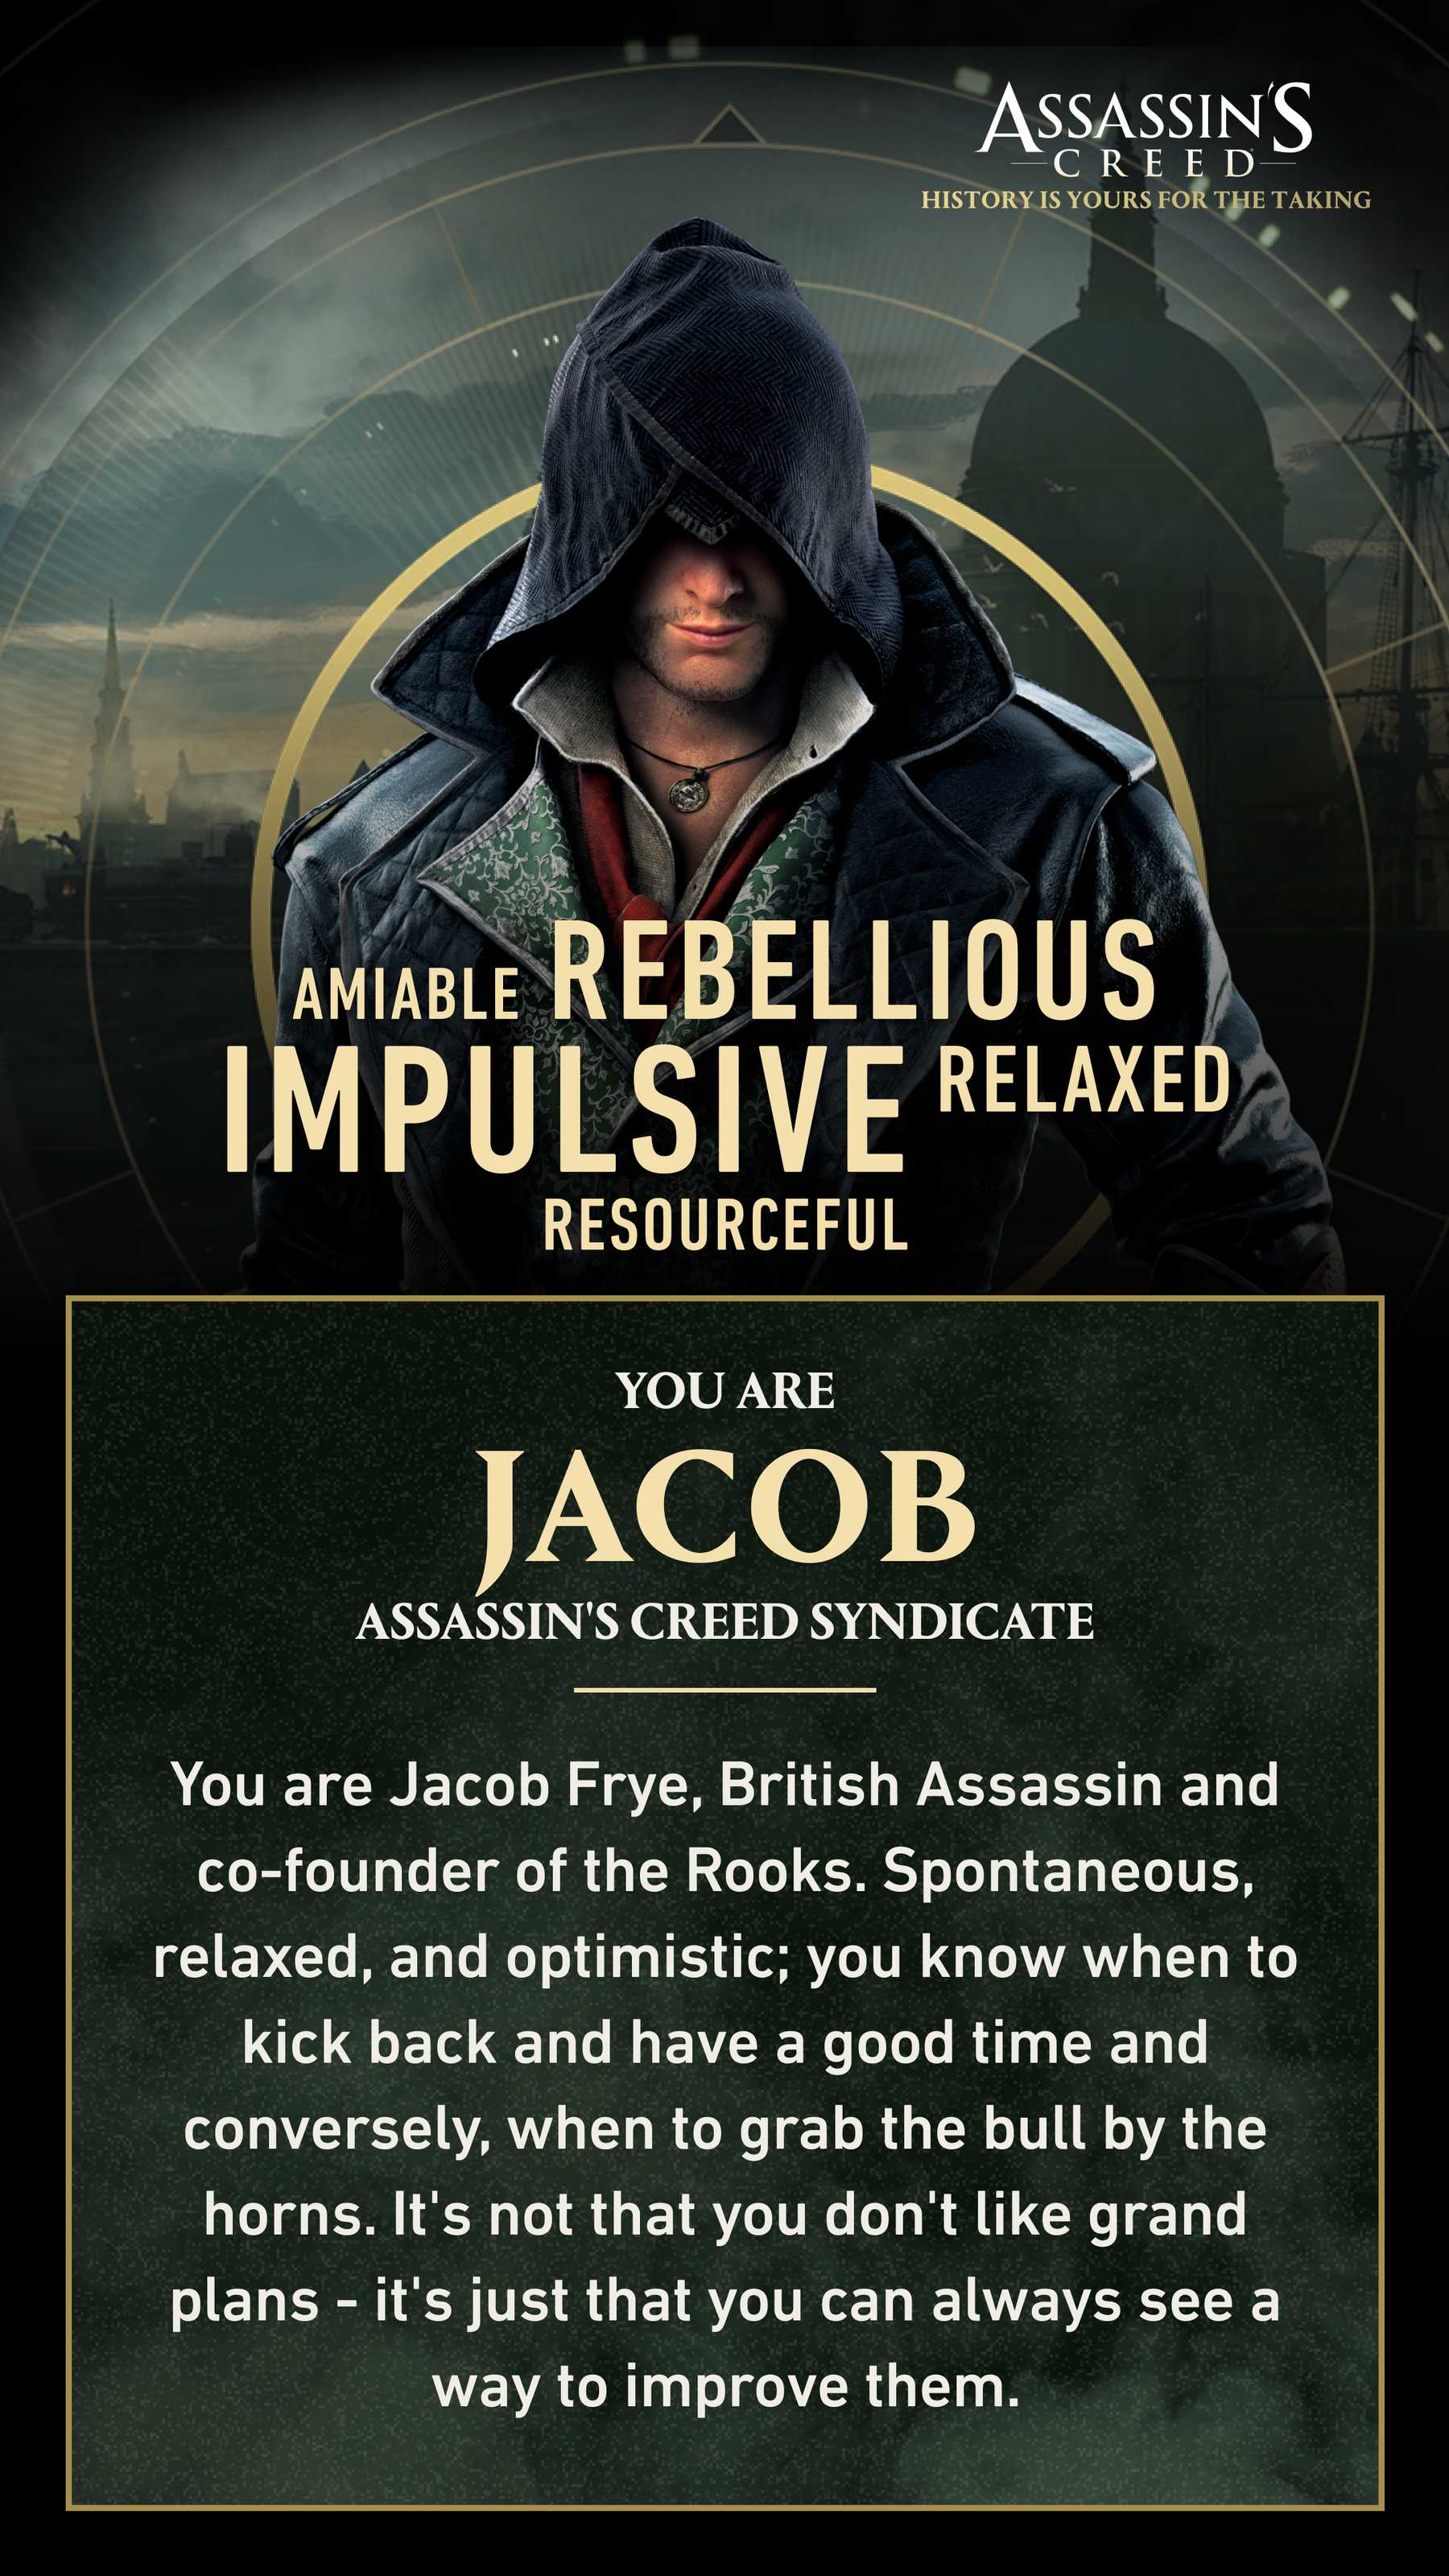 ASSASSIN'S
CREED
HISTORY IS YOURS FOR THE TAKING
AMIABLE REBELLIOUS
IMPULSIVE RELAXED
RESOURCEFUL
YOU ARE
JACOB
ASSASSIN'S CREED SYNDICATE
You are Jacob Frye, British Assassin and
co-founder of the Rooks. Spontaneous,
relaxed, and optimistic; you know when to
kick back and have a good time and
conversely, when to grab the bull by the
horns. It's not that you don't like grand
plans - it's just that you can always see a
way to improve them.